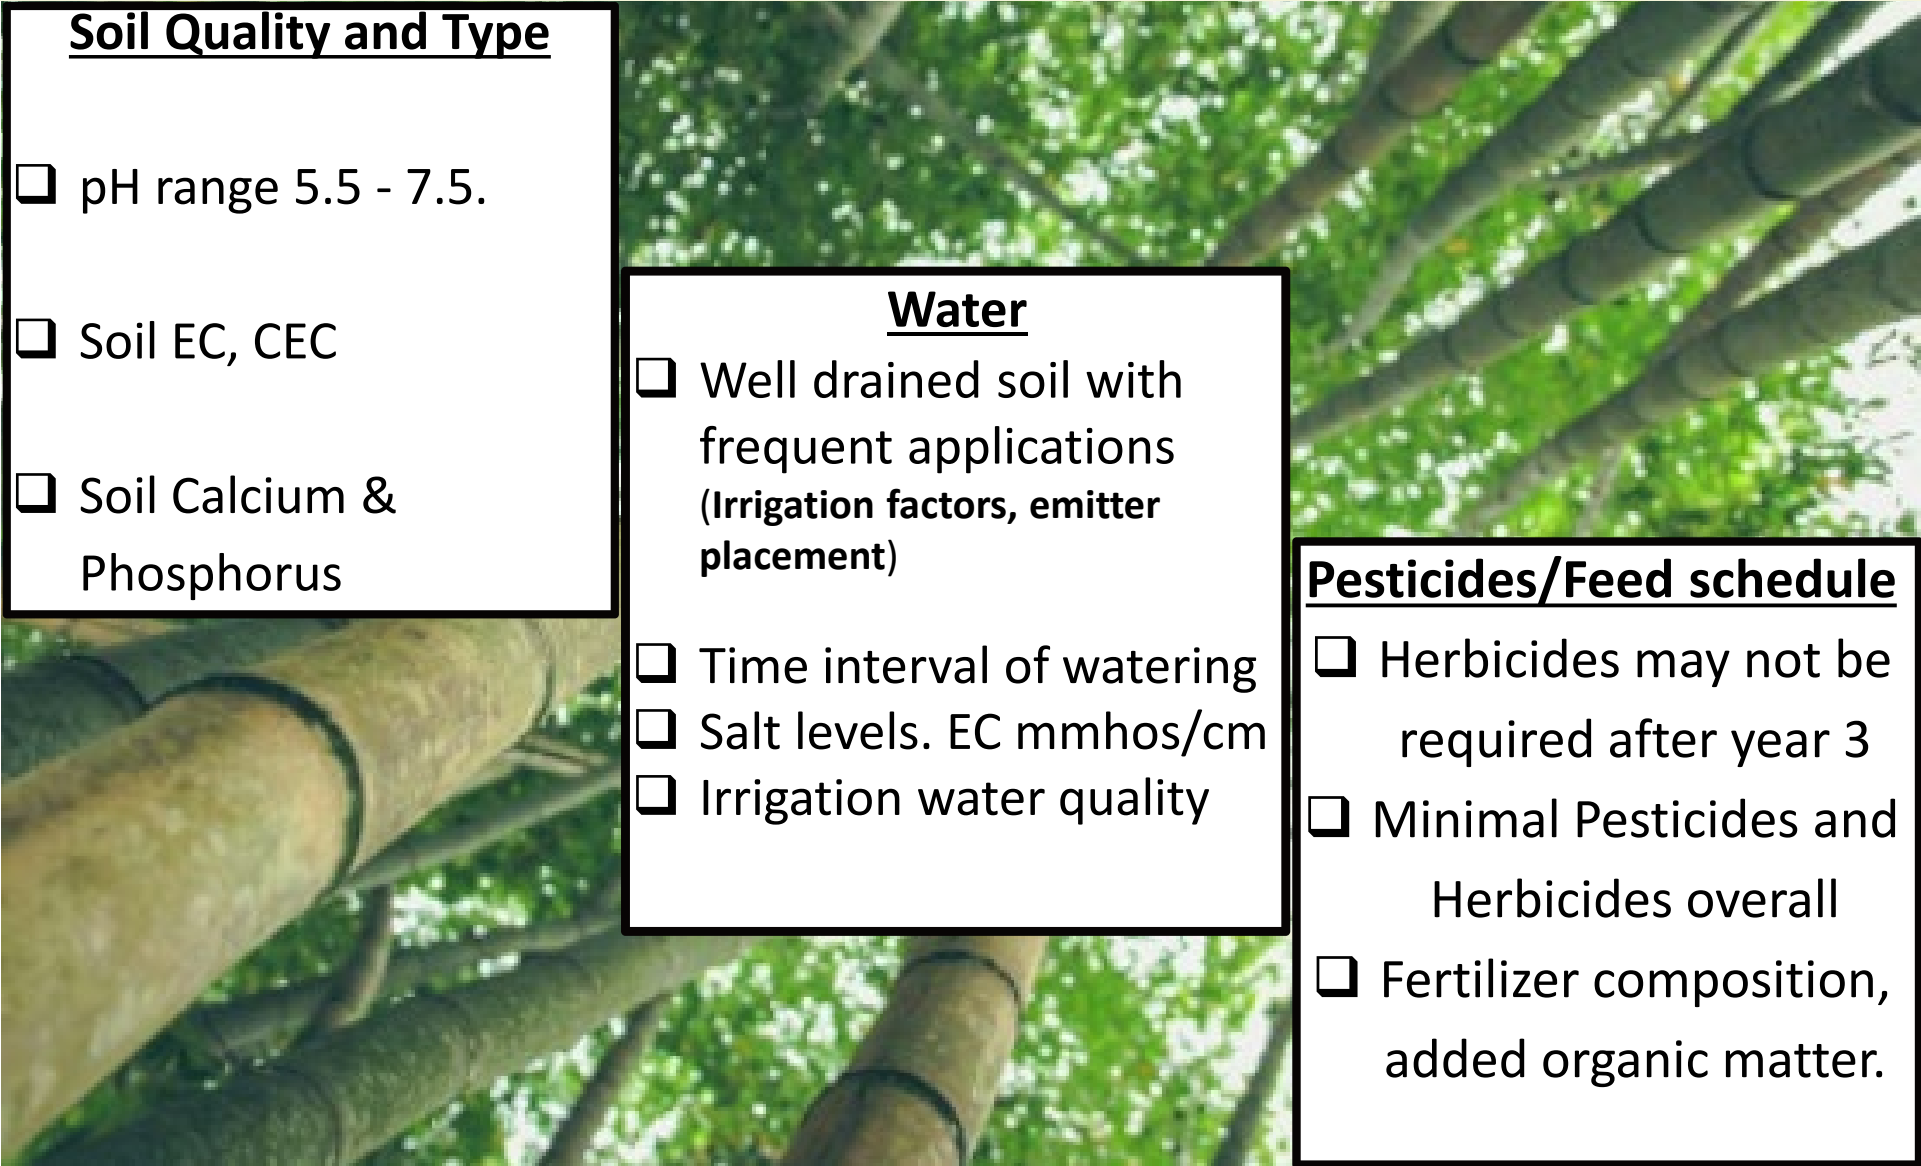 Soil Quality and Type
❑ pH range 5.5 - 7.5.
❑ Soil EC, CEC
❑ Soil Calcium &
Phosphorus
Water
❑ Well drained soil with
frequent applications
(Irrigation factors, emitter
placement)
❑ Time interval of watering
❑ Salt levels. EC mmhos/cm
❑ Irrigation water quality
Pesticides/Feed schedule
❑ Herbicides may not be
required after year 3
❑ Minimal Pesticides and
Herbicides overall
❑ Fertilizer composition,
added organic matter.